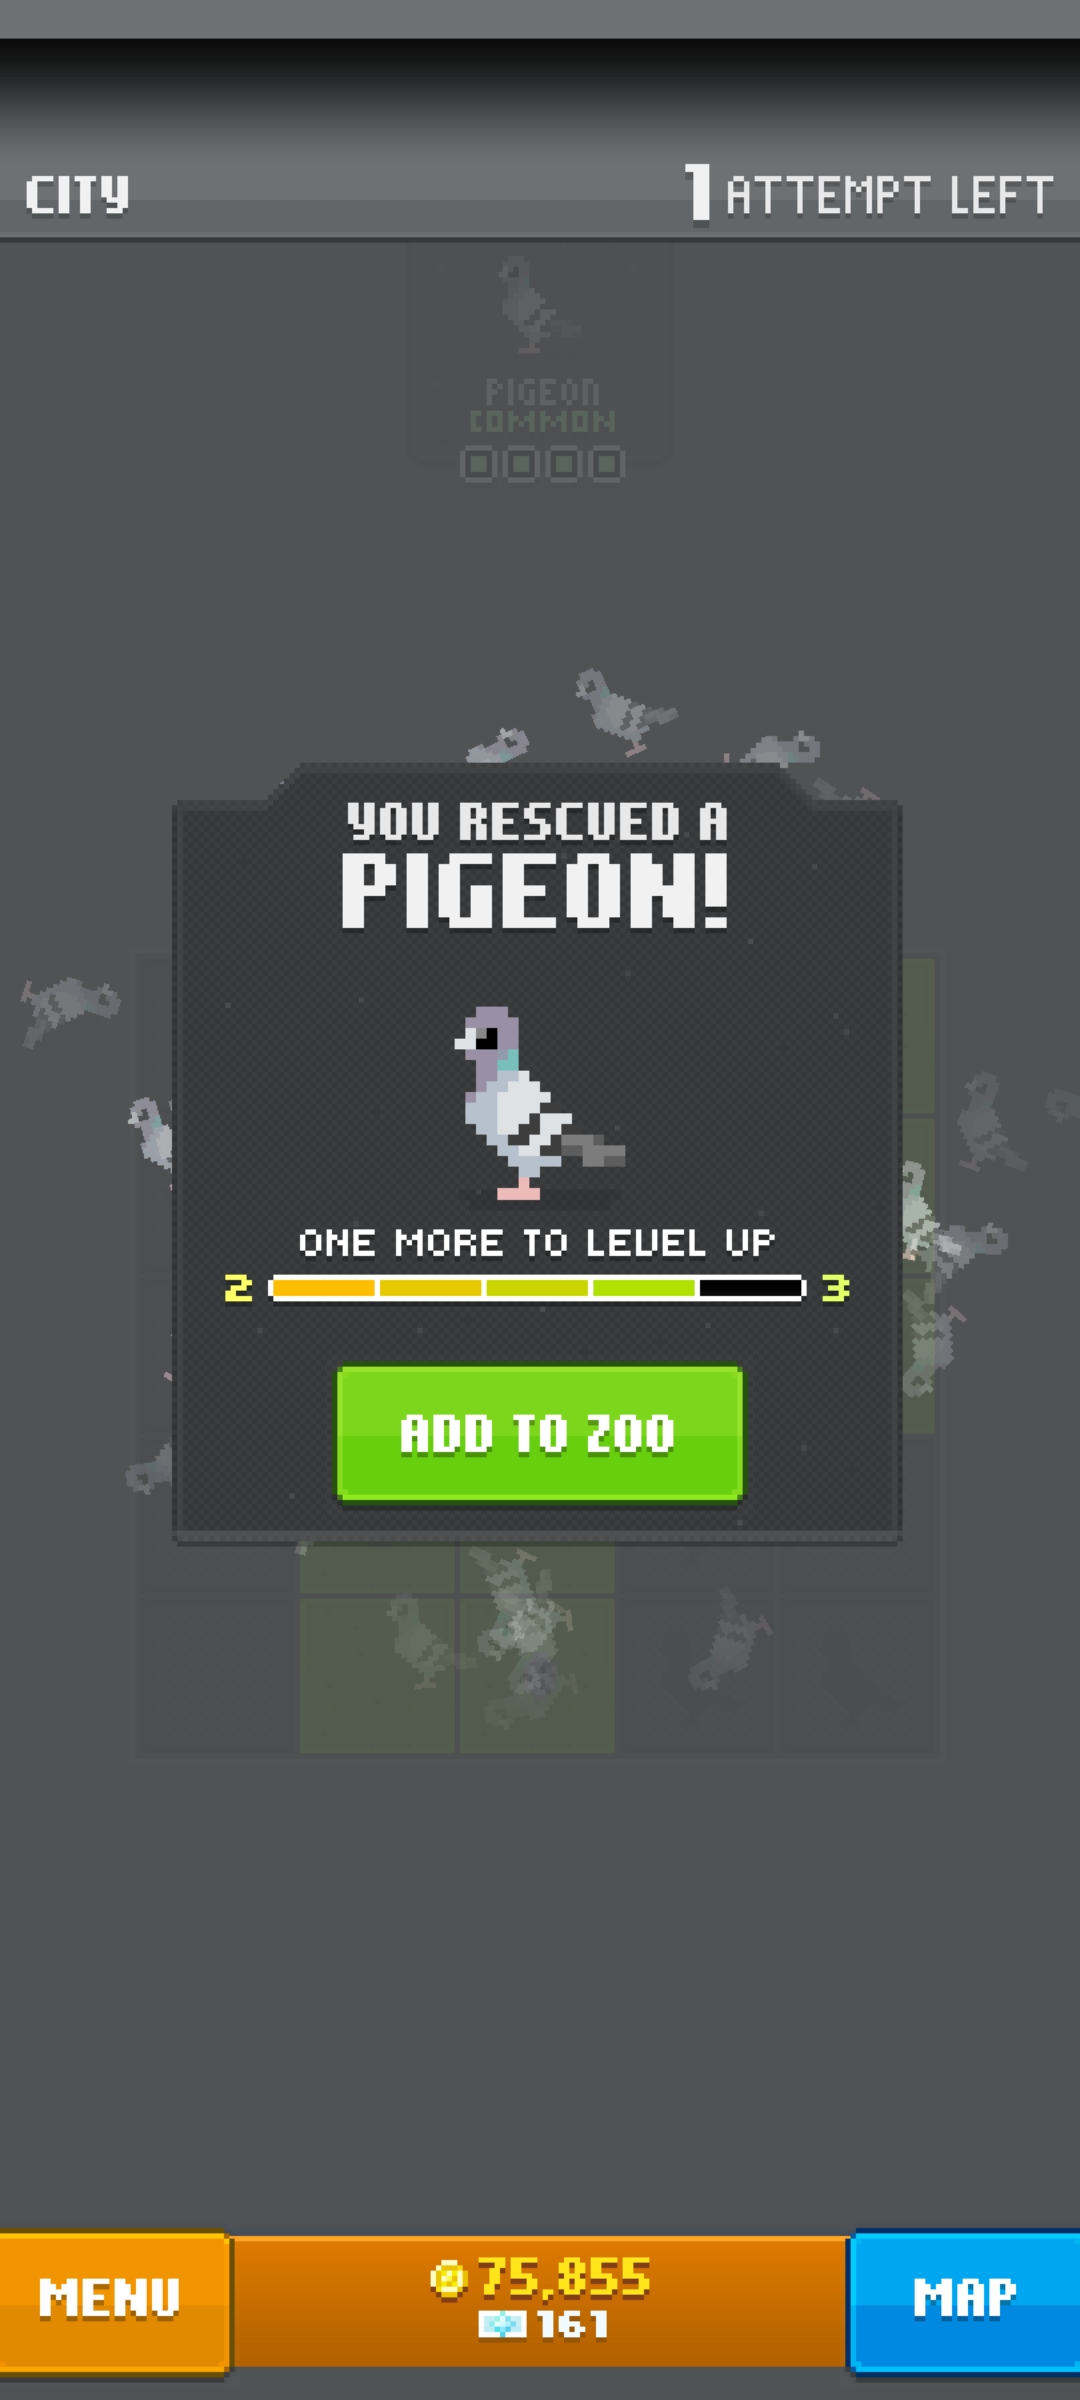 CITY
1 ATTEMPT LEFT
PIGEON
COMMON
YOU RESCUED A
PIGEON!
ONE MORE TO LEVEL UP
2 3
ADD TO ZOO
MENU
75,855
161
MAP